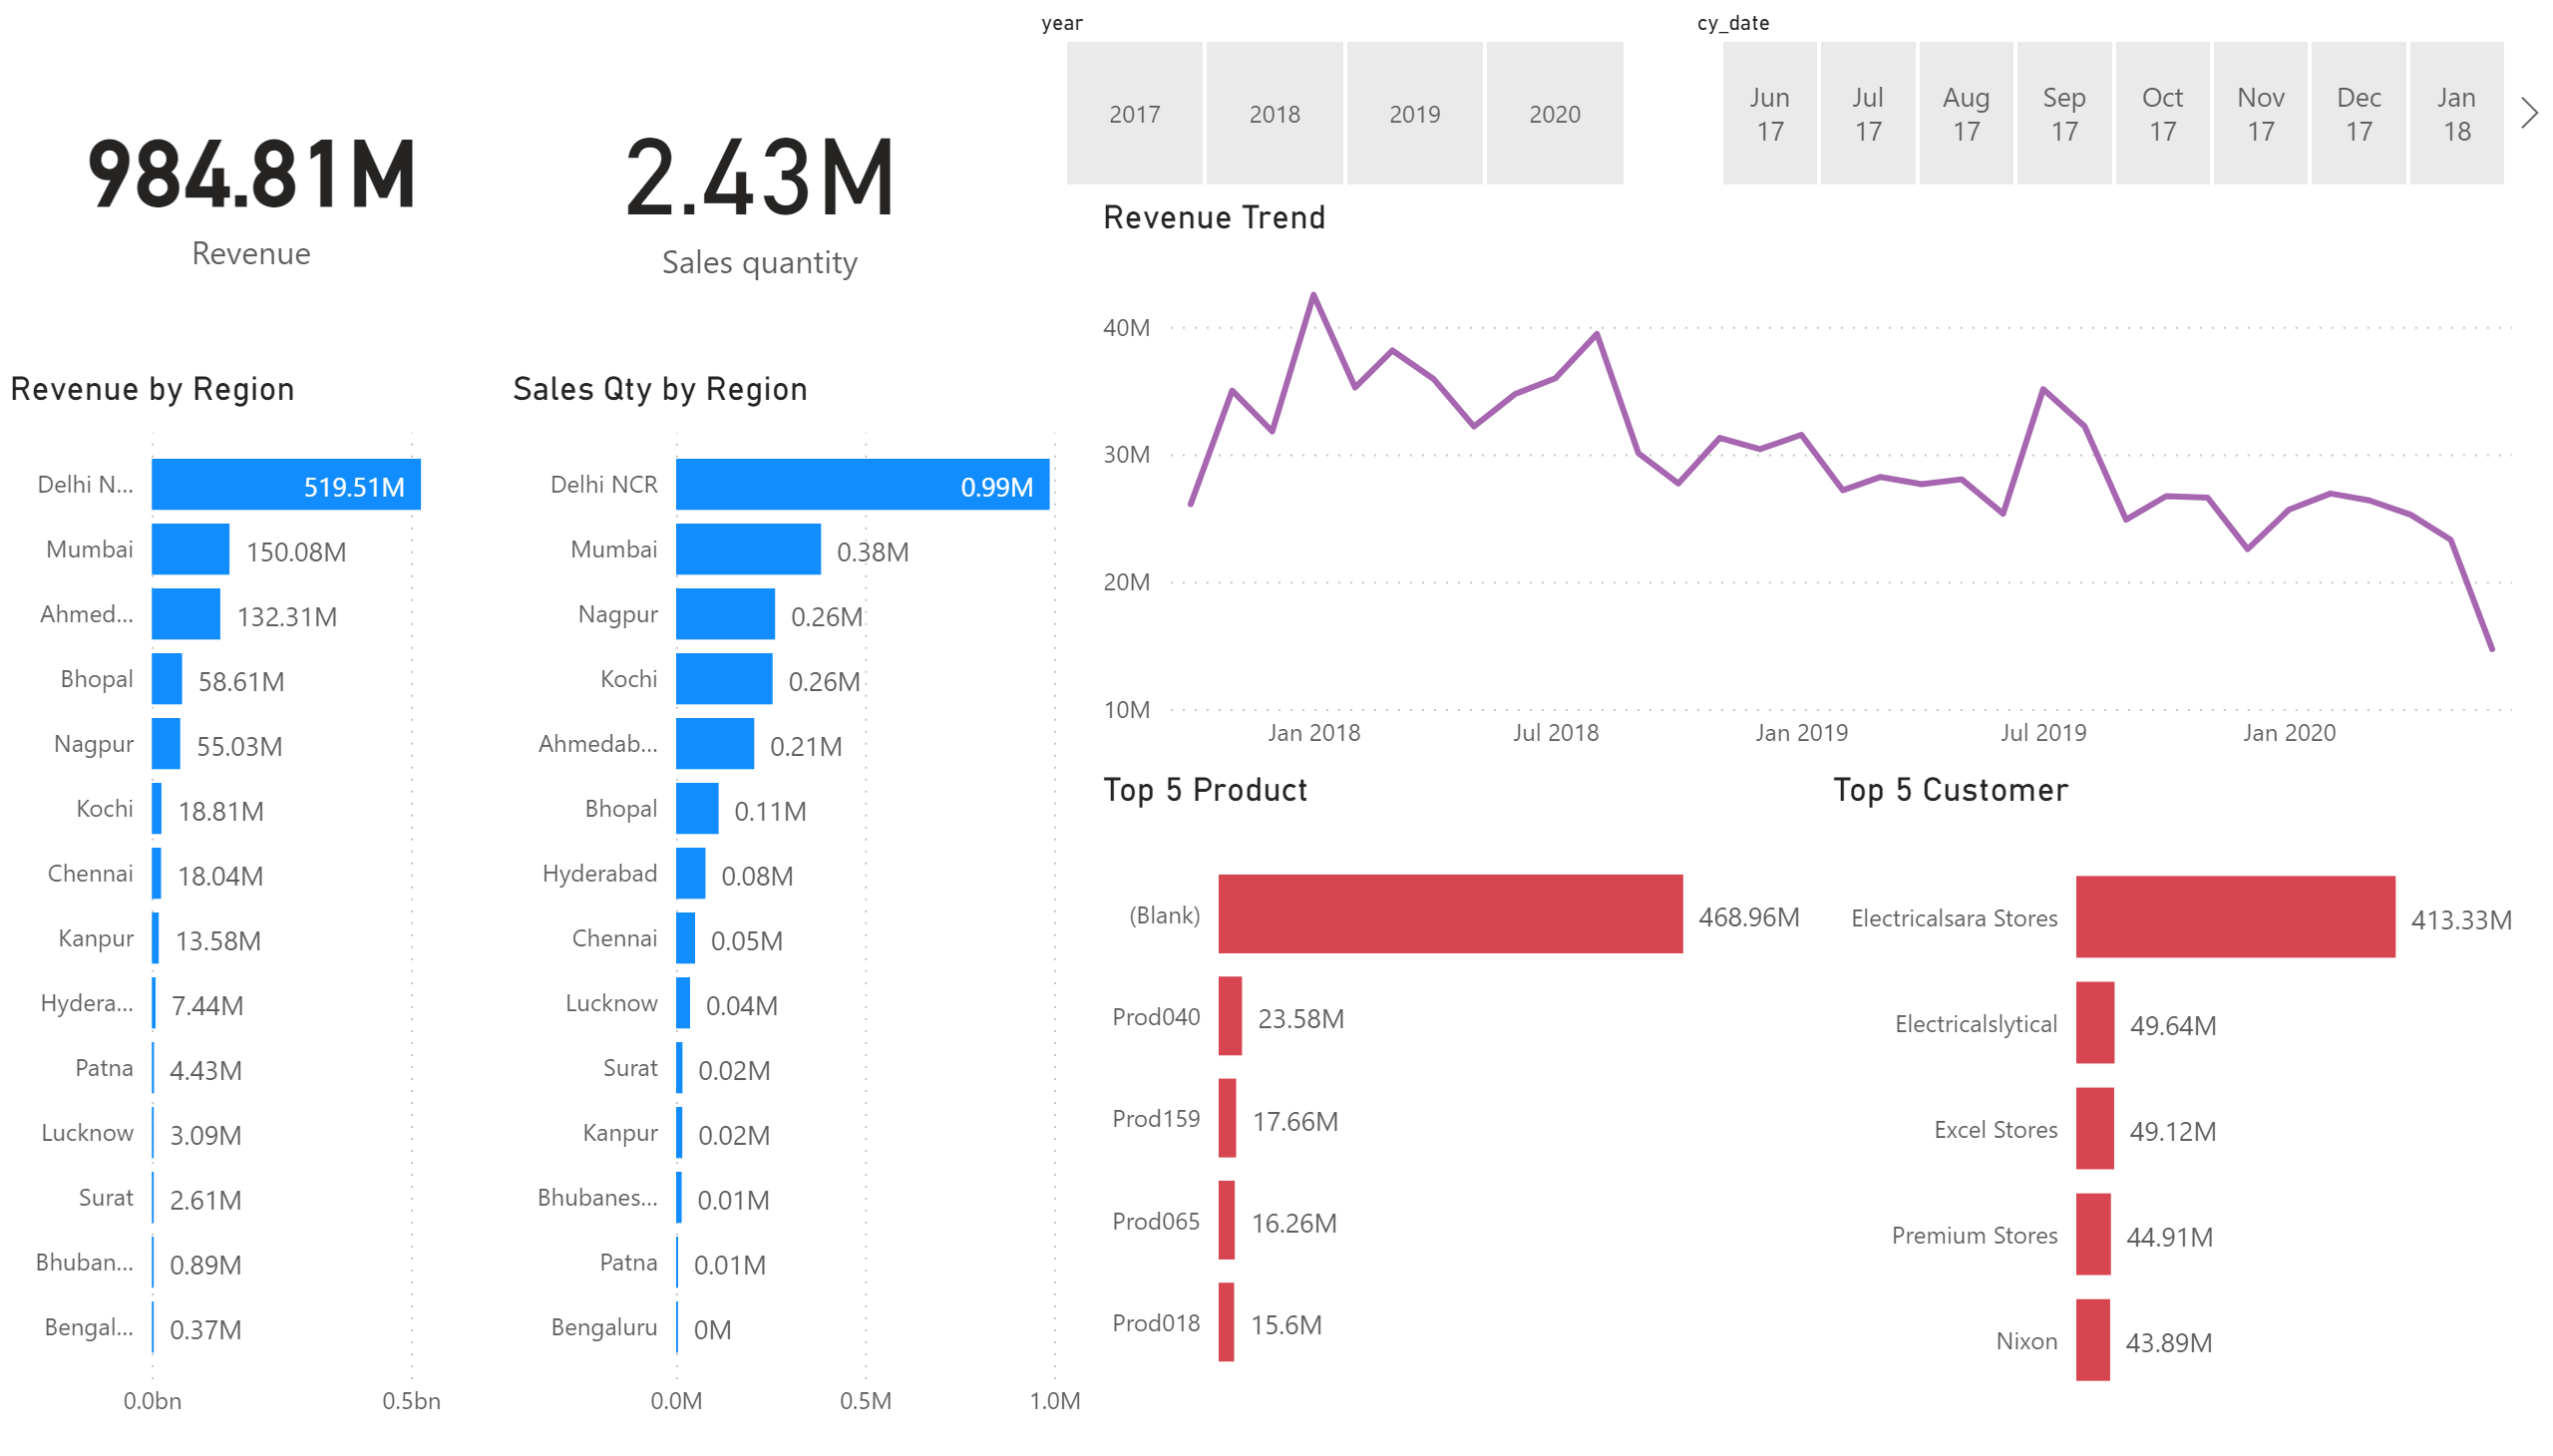 year
2017
2018
2019
2020
cy_date
Jun
17
Jul
17
Aug
17
Sep
17
Oct
17
Nov
17
Dec
17
Jan
18
984.81M
Revenue
2.43M
Sales quantity
Revenue by Region
Delhi N... 519.51M
Mumbai 150.08M
Ahmed... 132.31M
Bhopal 58.61M
Nagpur 55.03M
Kochi 18.81M
Chennai 18.04M
Kanpur 13.58M
Hydera... 7.44M
Patna 4.43M
Lucknow 3.09M
Surat 2.61M
Bhuban... 0.89M
Bengal... 0.37M
0.0bn 0.5bn
Sales Qty by Region
Delhi NCR 0.99M
Mumbai 0.38M
Nagpur 0.26M
Kochi 0.26M
Ahmedab... 0.21M
Bhopal 0.11M
Hyderabad 0.08M
Chennai 0.05M
Lucknow 0.04M
Surat 0.02M
Kanpur 0.02M
Bhubanes... 0.01M
Patna 0.01M
Bengaluru 0M
0.0M 0.5M 1.0M
Revenue Trend
40M
30M
20M
10M
Jan 2018 Jul 2018 Jan 2019 Jul 2019 Jan 2020
Top 5 Product
(Blank) 468.96M
Prod040 23.58M
Prod159 17.66M
Prod065 16.26M
Prod018 15.6M
Top 5 Customer
Electricalsara Stores 413.33M
Electricalslytical 49.64M
Excel Stores 49.12M
Premium Stores 44.91M
Nixon 43.89M